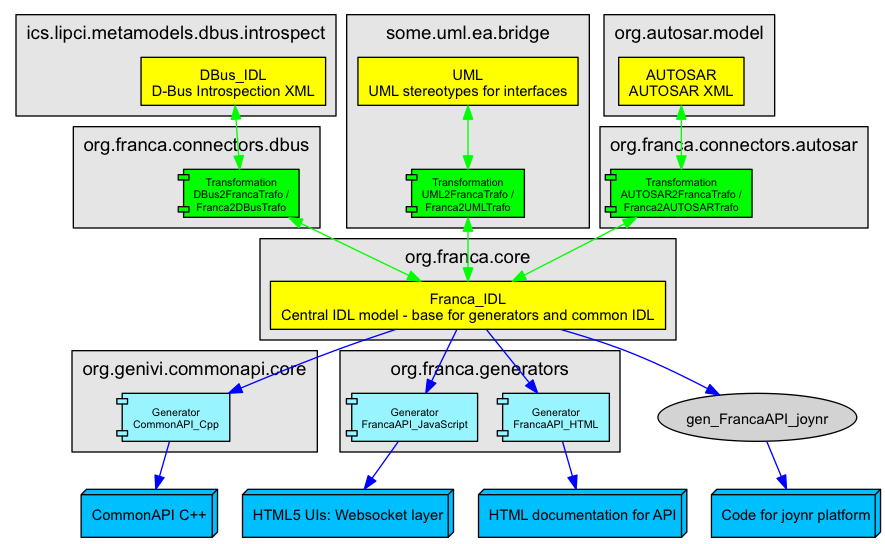 ics.lipci.metamodels.dbus.introspect
some.uml.ea.bridge
org.autosar.model
DBus_IDL
D-Bus Introspection XML
UML
UML stereotypes for interfaces
AUTOSAR
AUTOSAR XML
org.franca.connectors.dbus
org.franca.connectors.autosar
Transformation
DBus2FrancaTrafo /
Franca2DBusTrafo
Transformation
UML2FrancaTrafo /
Franca2UMLTrafo
Transformation
AUTOSAR2FrancaTrafo /
Franca2AUTOSARTrafo
org.franca.core
Franca_IDL
Central IDL model - base for generators and common IDL
org.genivi.commonapi.core
org.franca.generators
Generator
CommonAPI_Cpp
Generator
FrancaAPI_JavaScript
Generator
FrancaAPI_HTML
gen_FrancaAPI_joynr
CommonAPI C++
HTML5 UIs: Websocket layer
HTML documentation for API
Code for joynr platform